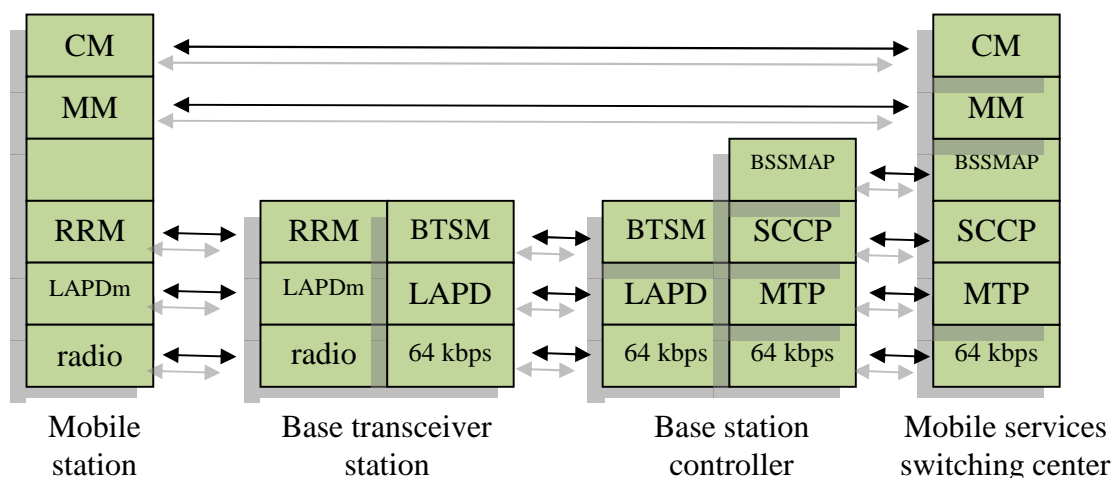 CM CM
MM MM
BSSMAP BSSMAP
RRM RRM BTSM BTSM SCCP SCCP
LAPDm LAPDm LAPD LAPD MTP MTP
radio radio 64 kbps 64 kbps 64 kbps 64 kbps
Mobile Base transceiver Base station Mobile services
station station controller switching center